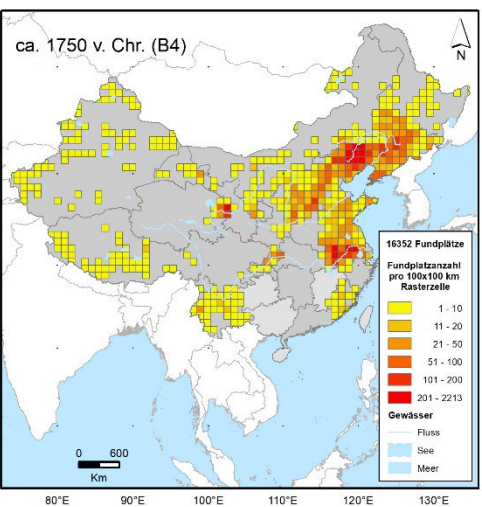 ca. 1750 v. Chr. (B4)
N
16352 Fundplätze
Fundplatzanzahl
pro 100x100 km
Rasterzelle
1 - 10
11 - 20
21 - 50
51 - 100
101 - 200
201 - 2213
Gewässer
Fluss
See
Meer
0 600
Km
80°E 90°E 100°E 110°E 120°E 130°E